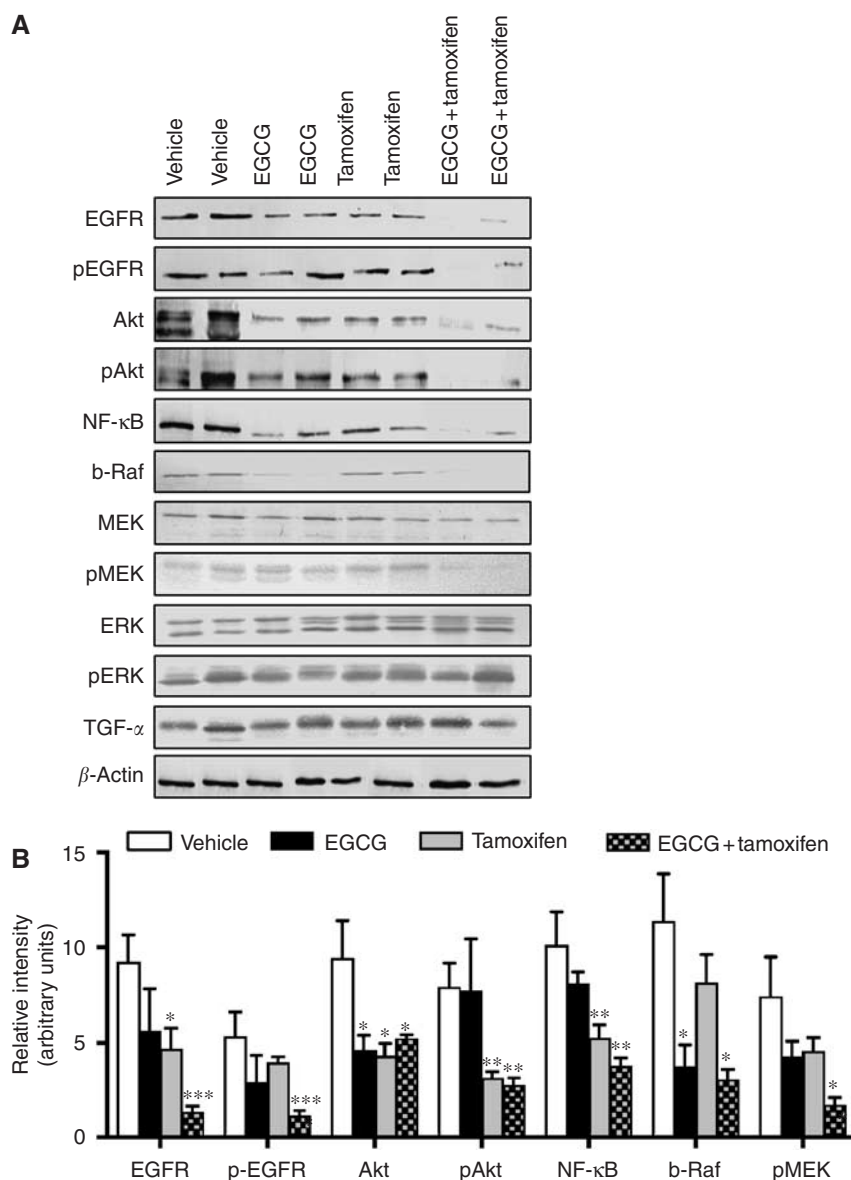 A
Vehicle
Vehicle
EGCG
EGCG
Tamoxifen
Tamoxifen
EGCG + tamoxifen
EGCG + tamoxifen
EGFR
pEGFR
Akt
pAkt
NF-κB
b-Raf
MEK
pMEK
ERK
pERK
TGF-α
β-Actin
B
Vehicle EGCG Tamoxifen EGCG + tamoxifen
Relative intensity
(arbitrary units)
15
10
5
0
* ***
***
* * *
** **
** **
* *
*
EGFR p-EGFR Akt pAkt NF-κB b-Raf pMEK